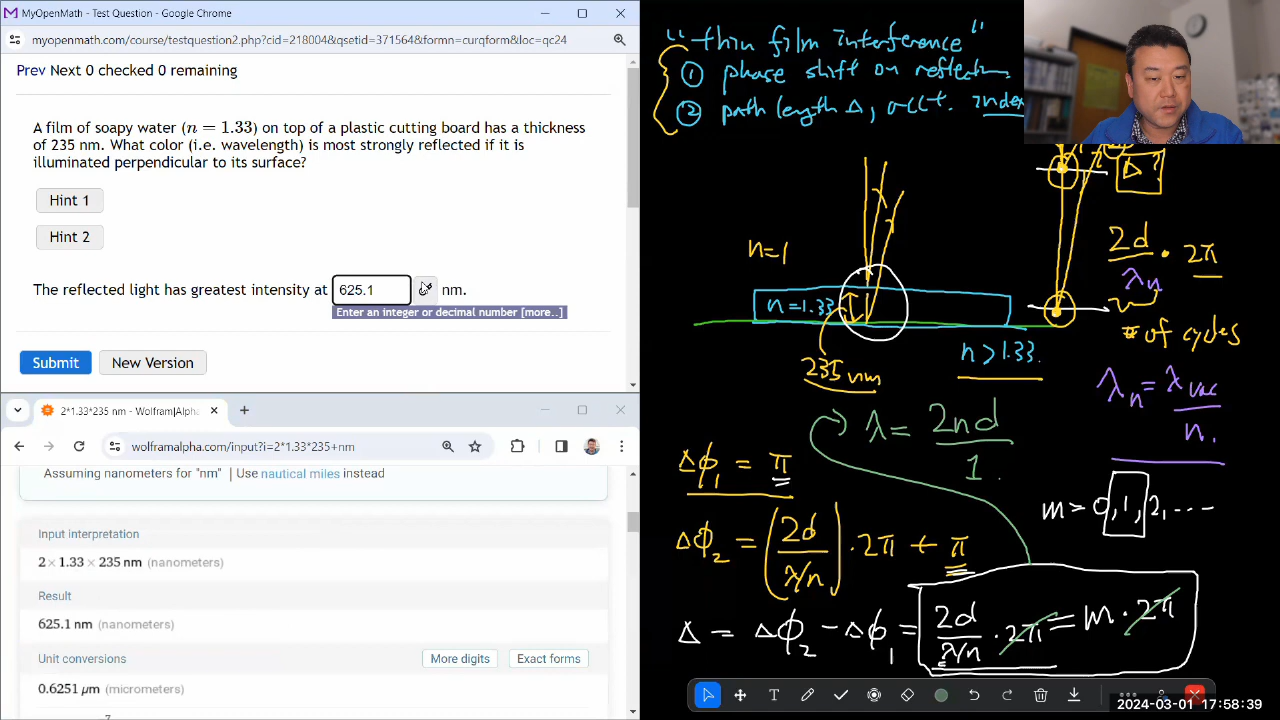 MyOpenMath - Test Question - Google Chrome
myopenmath.com/course/testquestion2.php?cid=218004&qsetid=371564&formn=curqform&loc=qc24
Prev Next 0 checked 0 remaining
A film of soapy water (n = 1.33) on top of a plastic cutting board has a thickness
of 235 nm. What color (i.e. wavelength) is most strongly reflected if it is
illuminated perpendicular to its surface?
Hint 1
Hint 2
The reflected light has greatest intensity at 625.1 nm.
Enter an integer or decimal number [more..]
Submit New Version
2*1.33*235 nm - Wolfram|Alpha
wolframalpha.com/input?i=2*1.33*235+nm
assuming nanometers for "nm" | Use nautical miles instead
Input interpretation
2 × 1.33 × 235 nm (nanometers)
Result
625.1 nm (nanometers)
Unit conversions More digits Exact forms
0.6251 μm (micrometers)
"thin film interference"
① phase shift on reflection.
② path length Δ, acct. index
Δ?
n=1
n=1.33
235 nm
n>1.33.
2d/λn · 2π
# of cycles
λn = λvac/n.
λ = 2nd/1.
m = 0,1,2,...
Δϕ1 = π
Δϕ2 = (2d/λ/n) · 2π + π
Δ = Δϕ2 - Δϕ1 = 2d/λ/n · 2π = m · 2π
2024-03-01 17:58:39